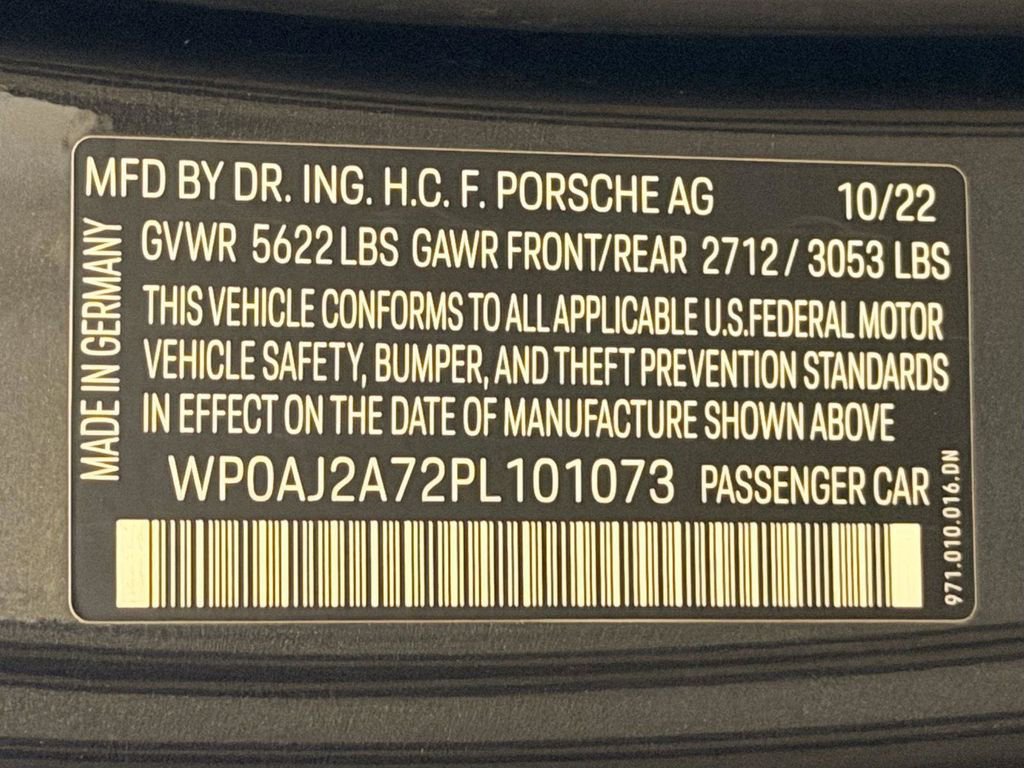 MFD BY DR. ING. H.C. F. PORSCHE AG 10/22
GVWR 5622 LBS GAWR FRONT/REAR 2712 / 3053 LBS
THIS VEHICLE CONFORMS TO ALL APPLICABLE U.S.FEDERAL MOTOR
VEHICLE SAFETY, BUMPER, AND THEFT PREVENTION STANDARDS
IN EFFECT ON THE DATE OF MANUFACTURE SHOWN ABOVE
WP0AJ2A72PL101073 PASSENGER CAR
MADE IN GERMANY
971.010.016.DN